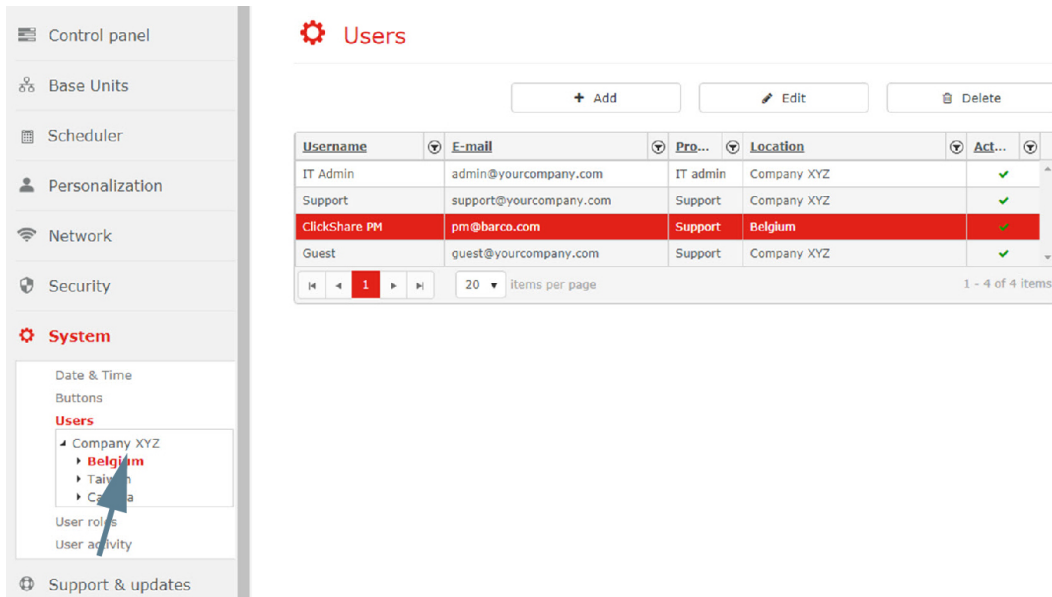 Control panel
Base Units
Scheduler
Personalization
Network
Security
System
Date & Time
Buttons
Users
Company XYZ
Belgium
User activity
Support & updates
Users
Add Edit Delete
Username E-mail Pro... Location Act...
IT Admin admin@yourcompany.com IT admin Company XYZ
Support support@yourcompany.com Support Company XYZ
ClickShare PM pm@barco.com Support Belgium
Guest guest@yourcompany.com Support Company XYZ
1 20 items per page 1 - 4 of 4 items